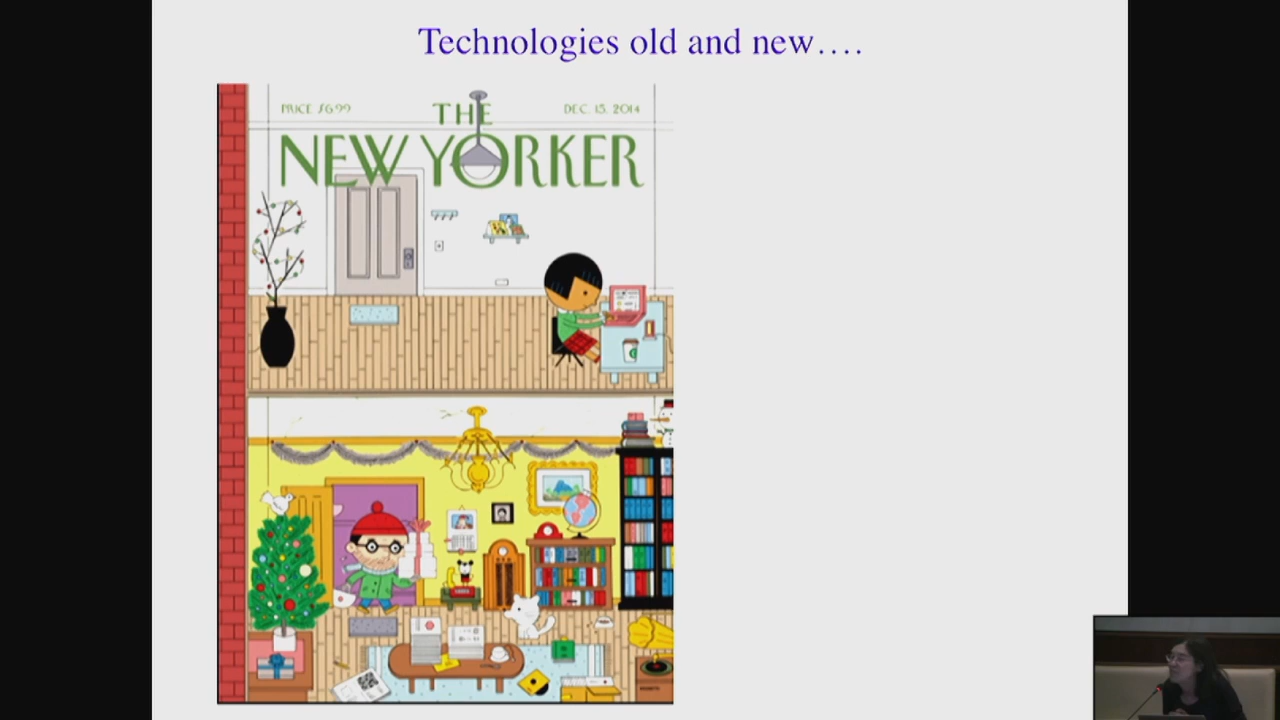 Technologies old and new....
PRICE $6.99
THE
DEC. 15, 2014
NEW YORKER